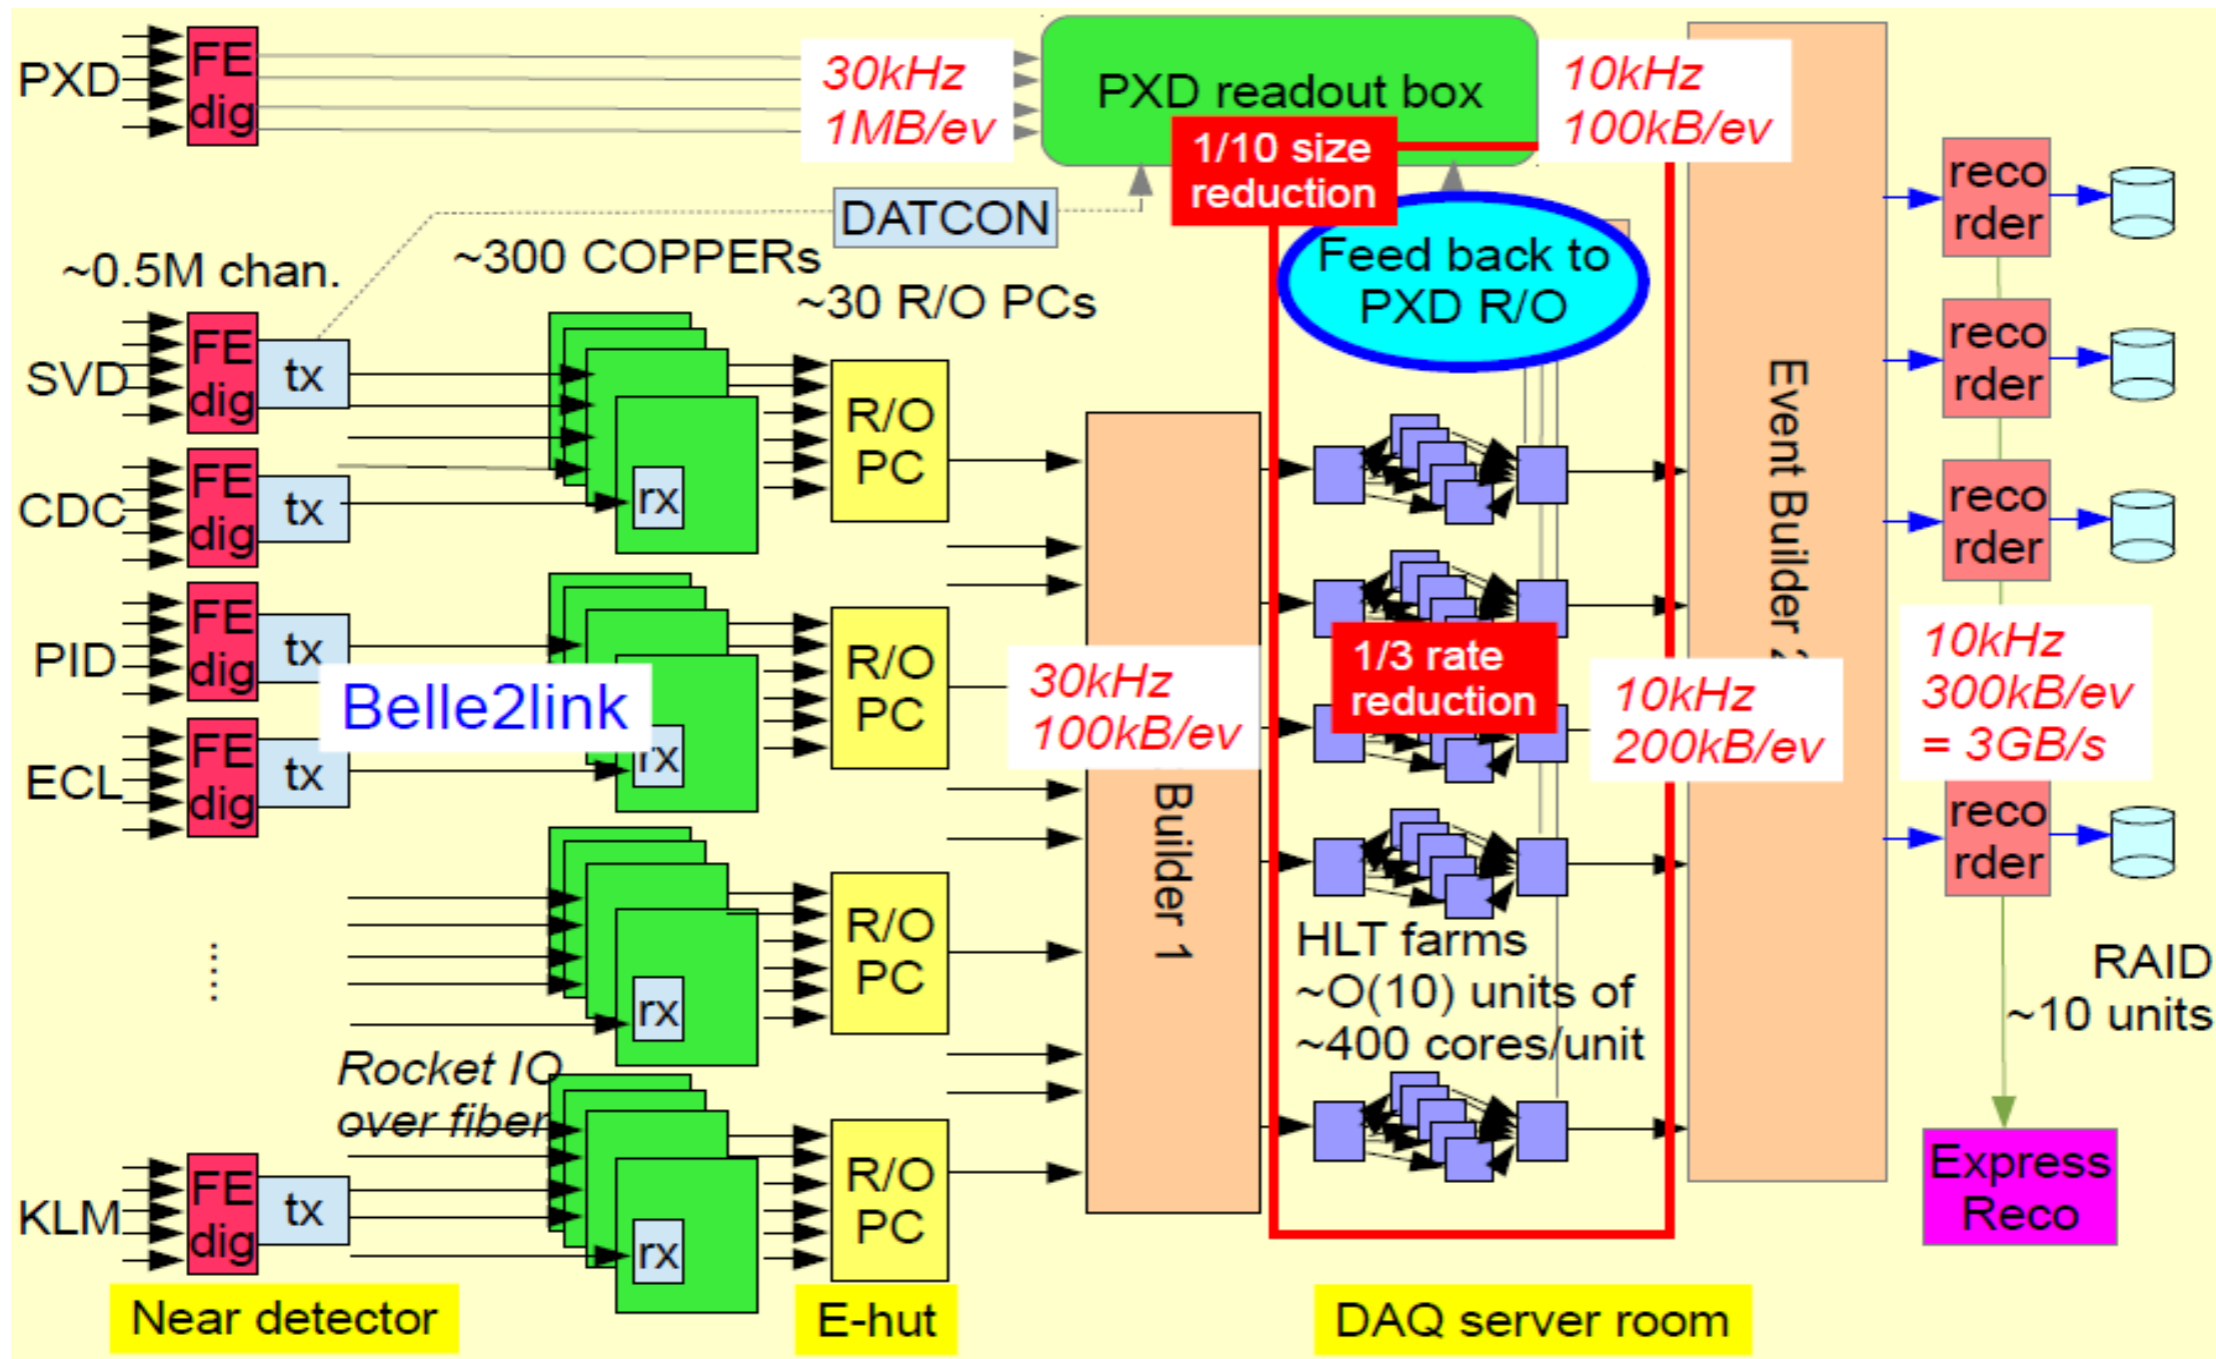 PXD
FE
dig
30kHz
1MB/ev
PXD readout box
10kHz
100kB/ev
1/10 size
reduction
DATCON
~300 COPPERs
~0.5M chan.
~30 R/O PCs
Feed back to
PXD R/O
SVD
FE
dig
tx
R/O
PC
rx
CDC
FE
dig
tx
PID
FE
dig
tx
Belle2link
R/O
PC
rx
ECL
FE
dig
tx
30kHz
100kB/ev
Builder 1
1/3 rate
reduction
10kHz
200kB/ev
Event Builder 2
reco
rder
reco
rder
reco
rder
10kHz
300kB/ev
= 3GB/s
reco
rder
R/O
PC
rx
HLT farms
~O(10) units of
~400 cores/unit
RAID
~10 units
Rocket IO
over fiber
KLM
FE
dig
tx
rx
R/O
PC
Express
Reco
Near detector
E-hut
DAQ server room